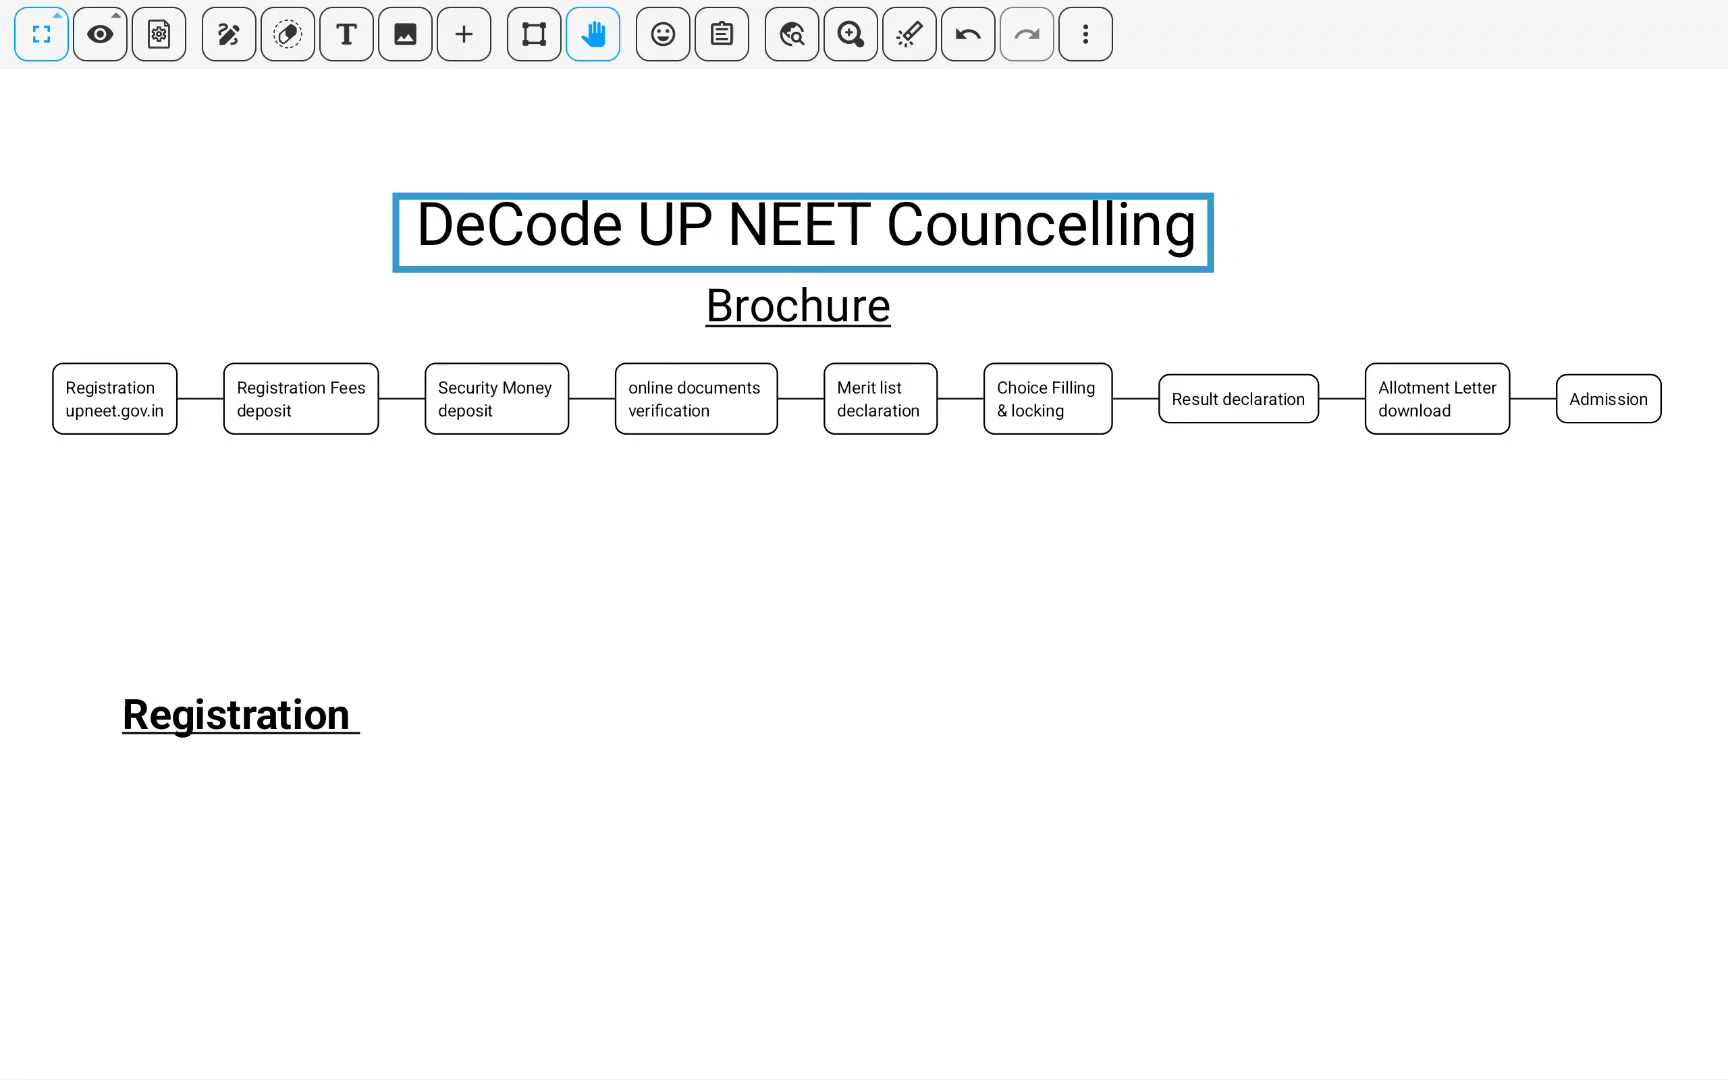 DeCode UP NEET Councelling
Brochure
Registration
upneet.gov.in
Registration Fees
deposit
Security Money
deposit
online documents
verification
Merit list
declaration
Choice Filling
& locking
Result declaration
Allotment Letter
download
Admission
Registration